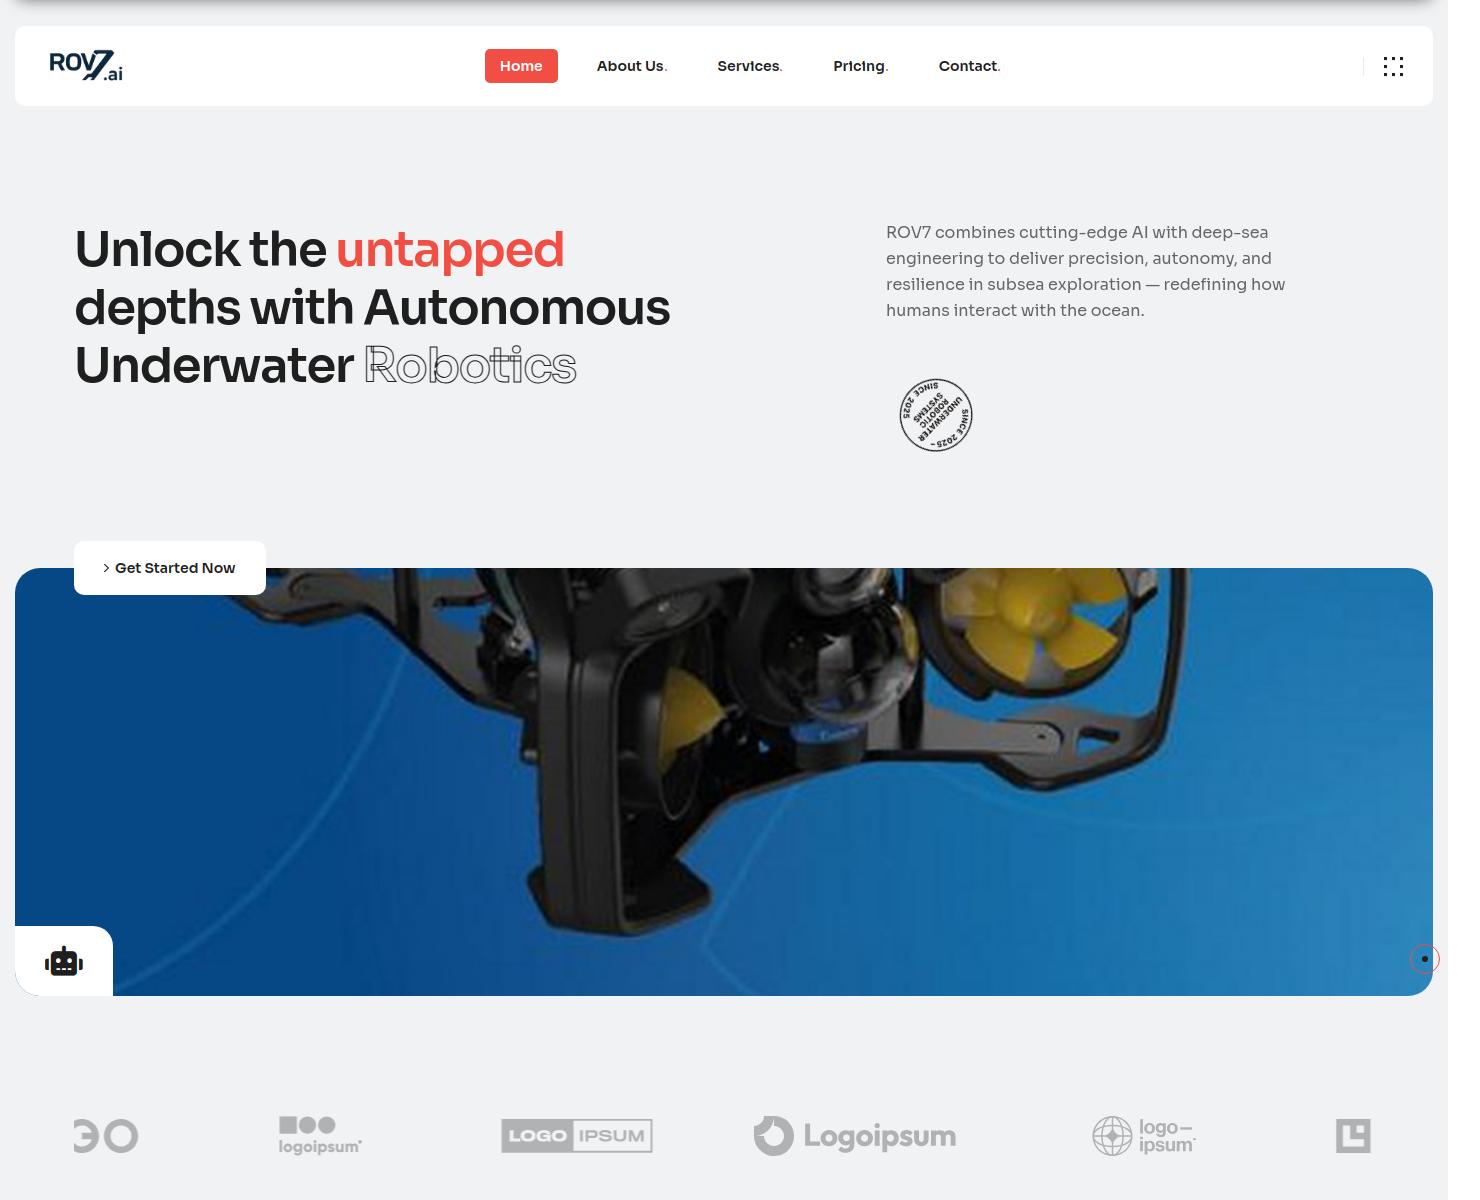 ROV7.ai
Home
About Us.
Services.
Pricing.
Contact.
Unlock the untapped
depths with Autonomous
Underwater Robotics
ROV7 combines cutting-edge AI with deep-sea
engineering to deliver precision, autonomy, and
resilience in subsea exploration — redefining how
humans interact with the ocean.
SINCE 2025 - SINCE 2025
UNDERWATER
ROBOTIC
SYSTEMS
Get Started Now
logoipsum
LOGO IPSUM
Logoipsum
logo—
ipsum